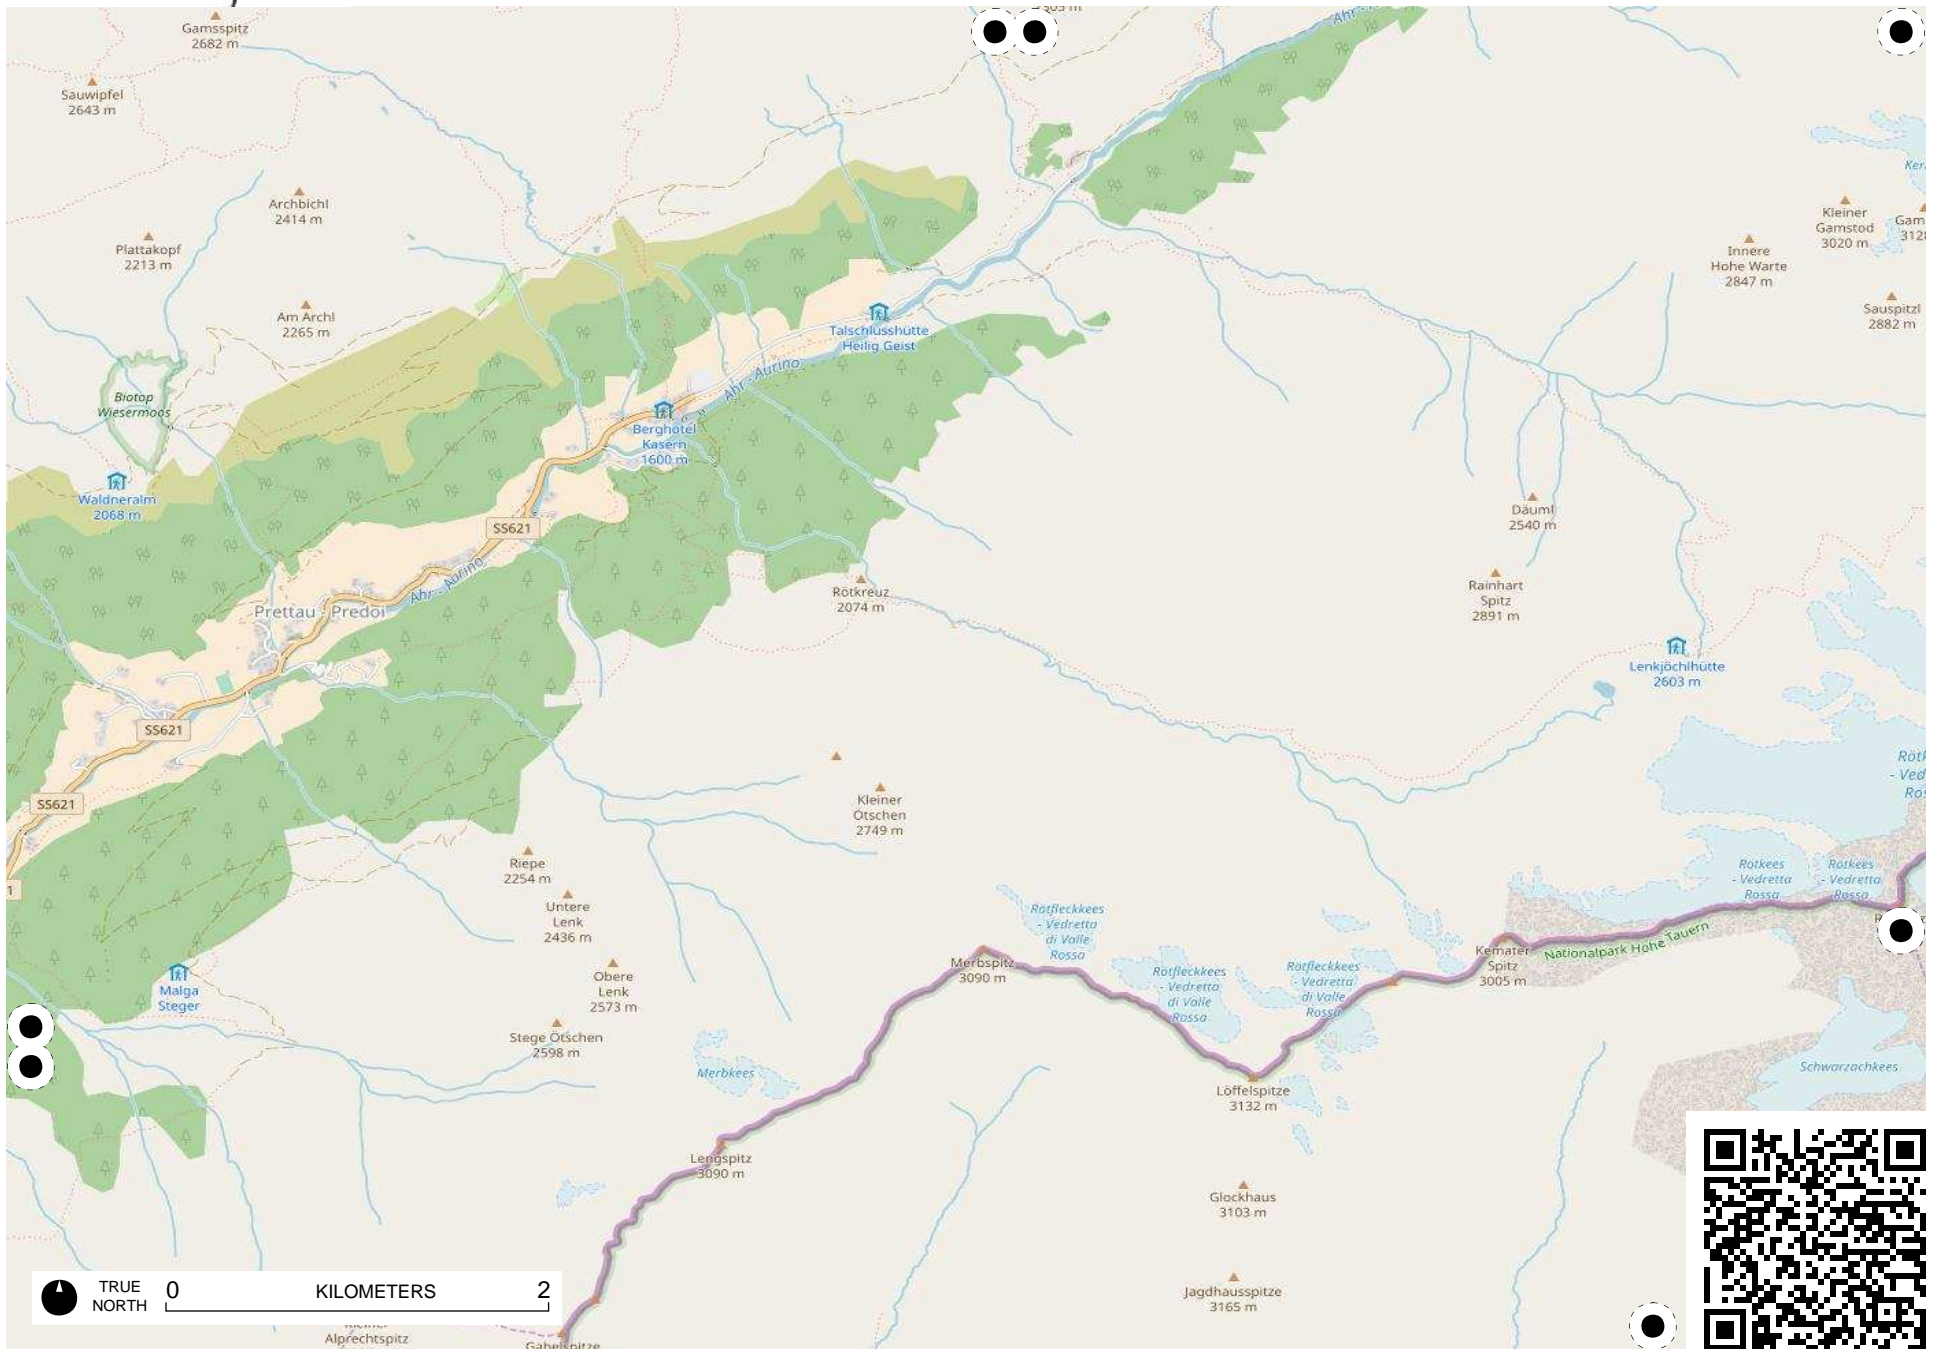 Gamsspitz
2682 m
Sauwipfel
2643 m
Ahr -
Archbichl
2414 m
Plattakopf
2213 m
Kleiner
Gamstod
3020 m
Innere
Hohe Warte
2847 m
Am Archl
2265 m
Sauspitzl
2882 m
Talschlusshütte
Heilig Geist
Ahr - Aurino
Biotop
Wiesermoos
Berghotel
Kasern
1600 m
Waldneralm
2068 m
SS621
Däuml
2540 m
Ahr - Aurino
Prettau - Predoi
Rötkreuz
2074 m
Rainhart
Spitz
2891 m
Lenkjöchlhütte
2603 m
SS621
SS621
Kleiner
Ötschen
2749 m
Riepe
2254 m
Rötkees
- Vedretta
Rossa
Rötkees
- Vedretta
Rossa
Untere
Lenk
2436 m
Rötfleckkees
- Vedretta
di Valle
Rossa
Nationalpark Hohe Tauern
Merbspitz
3090 m
Kemater
Spitz
3005 m
Rötfleckkees
- Vedretta
di Valle
Rossa
Rötfleckkees
- Vedretta
di Valle
Rossa
Obere
Lenk
2573 m
Malga
Steger
Stege Ötschen
2598 m
Merbkees
Schwarzachkees
Löffelspitze
3132 m
Lengspitz
3090 m
Glockhaus
3103 m
Jagdhausspitze
3165 m
TRUE
NORTH
0 KILOMETERS 2
Alprechtspitz
Gabelspitze